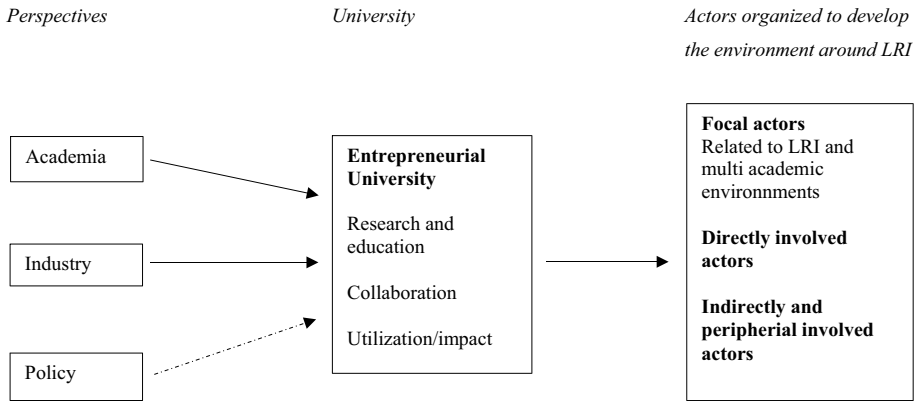 Perspectives
University
Actors organized to develop
the environment around LRI
Academia
Industry
Policy
Entrepreneurial
University
Research and
education
Collaboration
Utilization/impact
Focal actors
Related to LRI and
multi academic
environnments
Directly involved
actors
Indirectly and
peripherial involved
actors